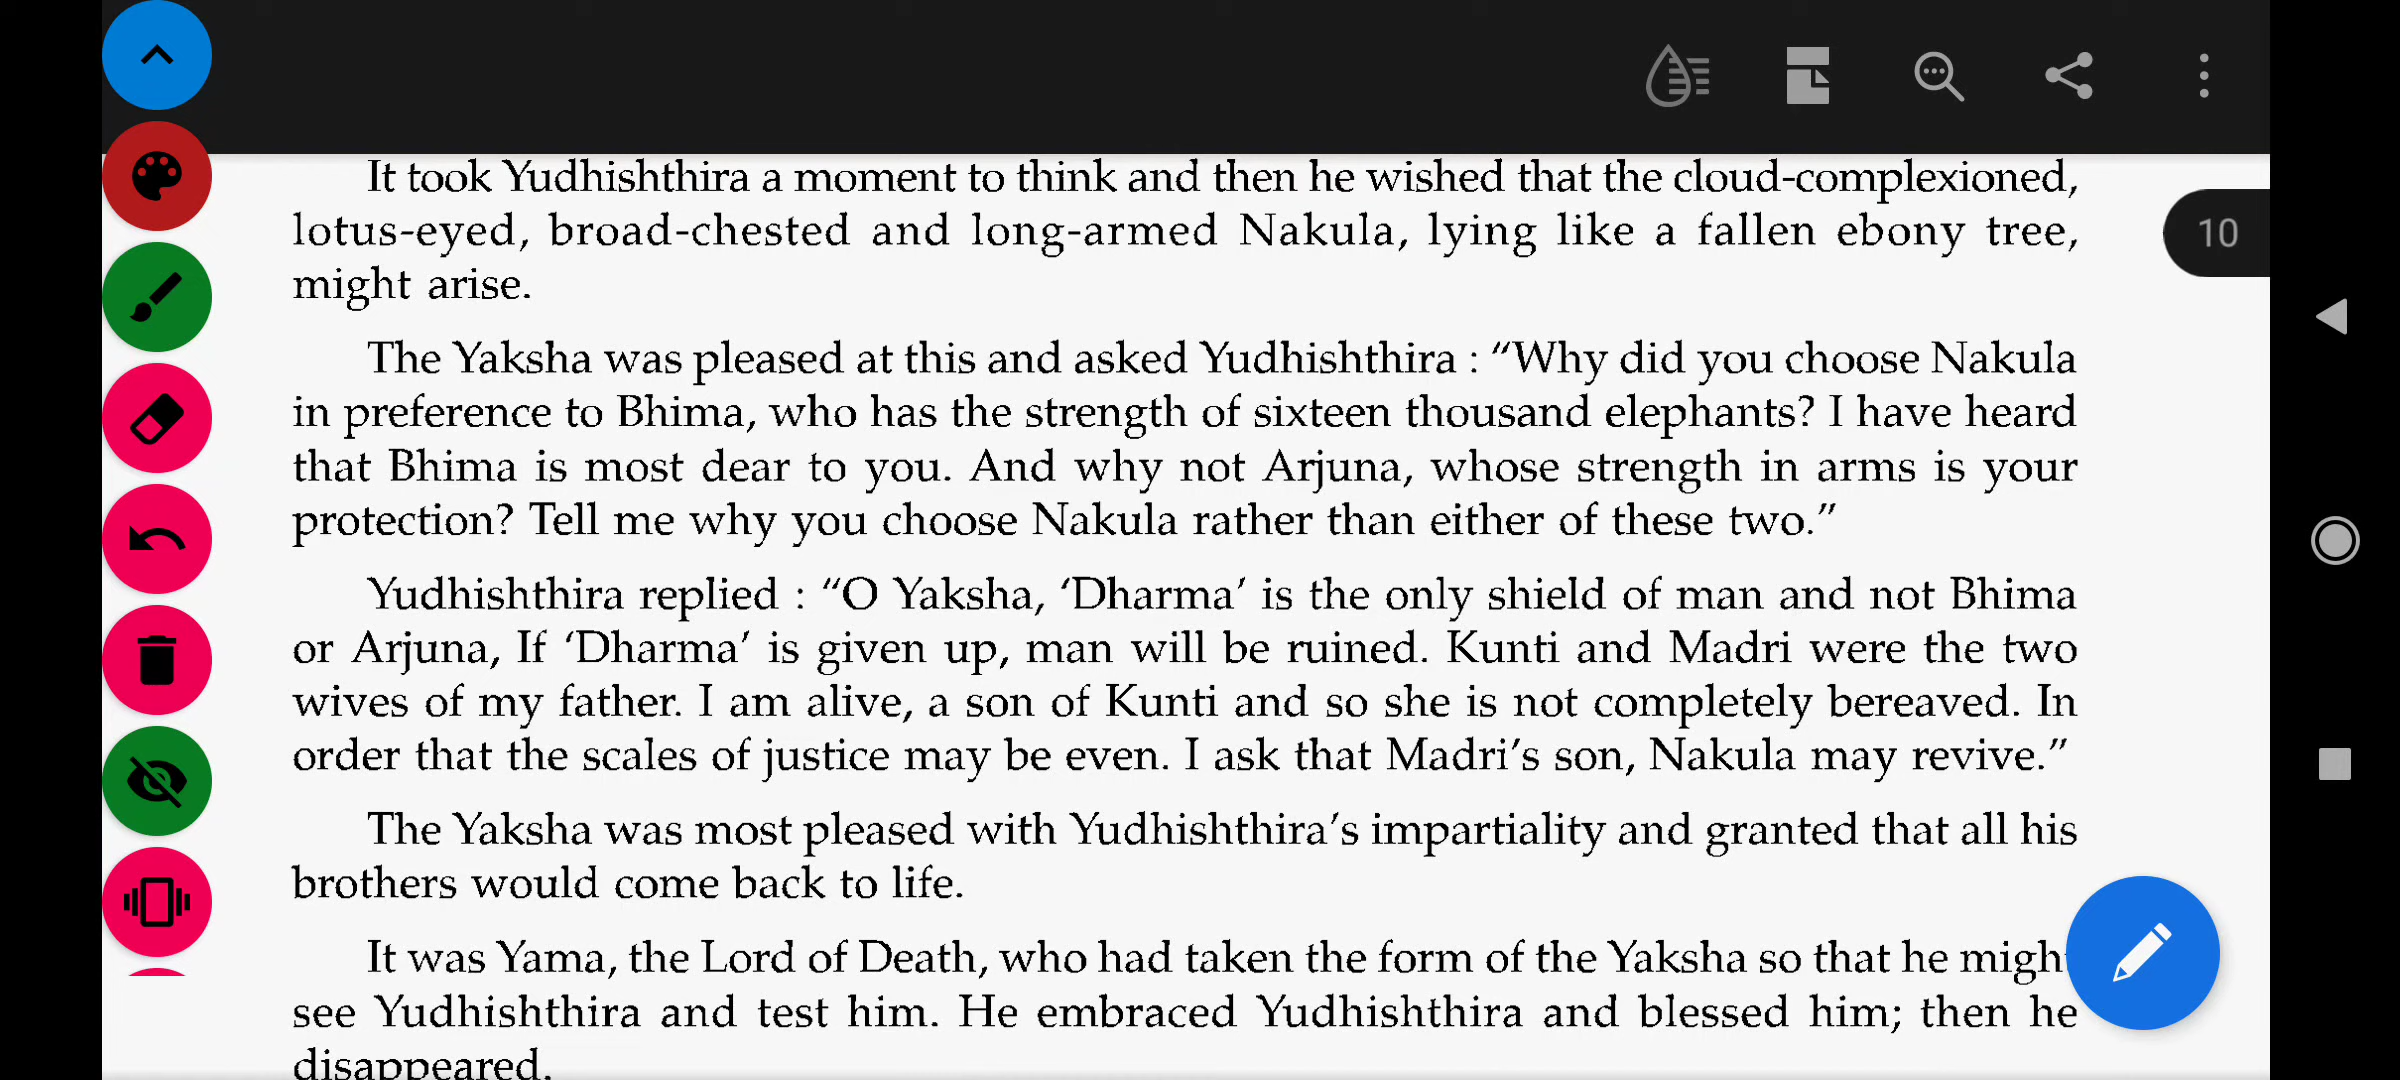 It took Yudhishthira a moment to think and then he wished that the cloud-complexioned,
10
lotus-eyed, broad-chested and long-armed Nakula, lying like a fallen ebony tree,
might arise.
The Yaksha was pleased at this and asked Yudhishthira : “Why did you choose Nakula
in preference to Bhima, who has the strength of sixteen thousand elephants? I have heard
that Bhima is most dear to you. And why not Arjuna, whose strength in arms is your
protection? Tell me why you choose Nakula rather than either of these two.”
Yudhishthira replied : “O Yaksha, ‘Dharma’ is the only shield of man and not Bhima
or Arjuna, If ‘Dharma’ is given up, man will be ruined. Kunti and Madri were the two
wives of my father. I am alive, a son of Kunti and so she is not completely bereaved. In
order that the scales of justice may be even. I ask that Madri’s son, Nakula may revive.”
The Yaksha was most pleased with Yudhishthira’s impartiality and granted that all his
brothers would come back to life.
It was Yama, the Lord of Death, who had taken the form of the Yaksha so that he might
see Yudhishthira and test him. He embraced Yudhishthira and blessed him; then he
disappeared.